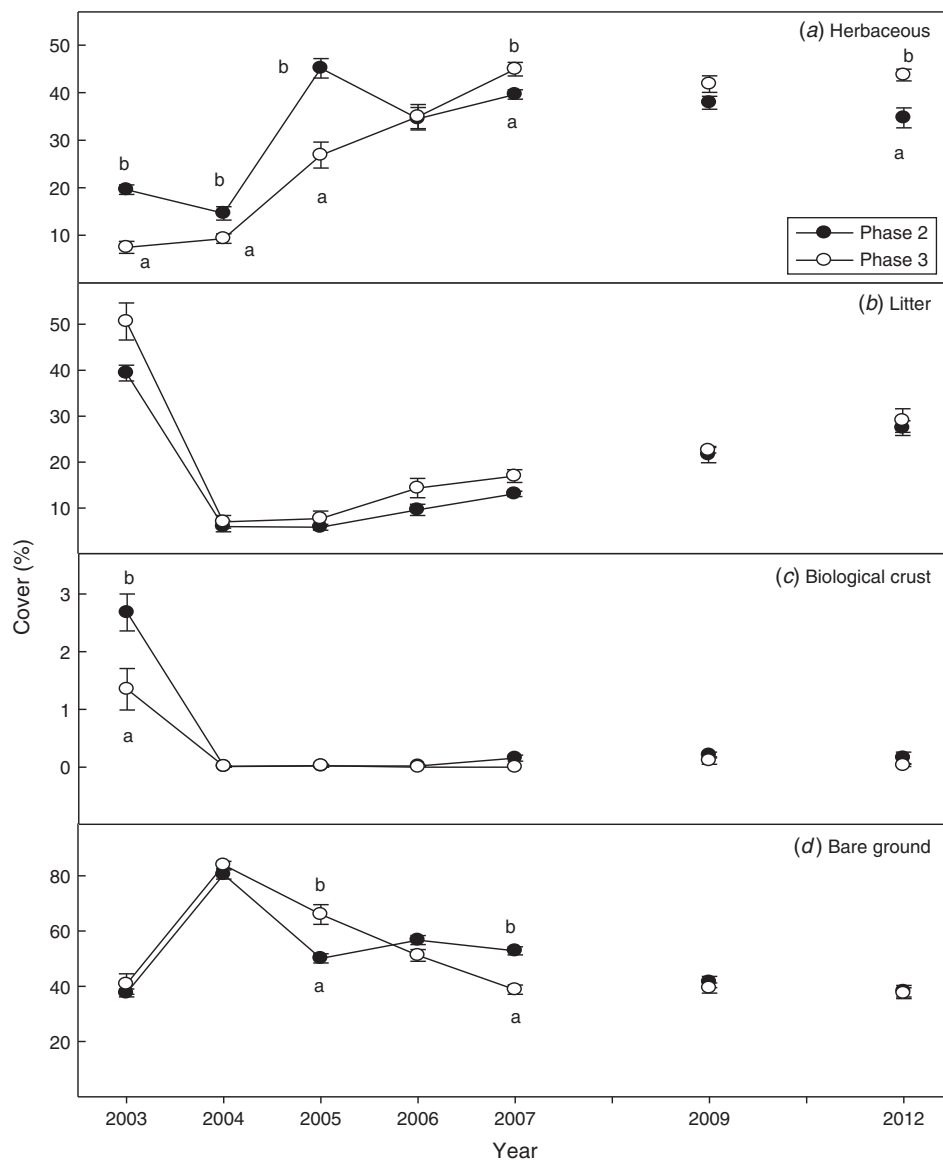 (a) Herbaceous
50
40
30
20
10
b
b
b
b
b
a
a
a
a
a
Phase 2
Phase 3
(b) Litter
50
40
30
20
10
(c) Biological crust
3
2
1
0
b
a
(d) Bare ground
80
60
40
20
b
b
a
a
Cover (%)
2003 2004 2005 2006 2007 2009 2012
Year